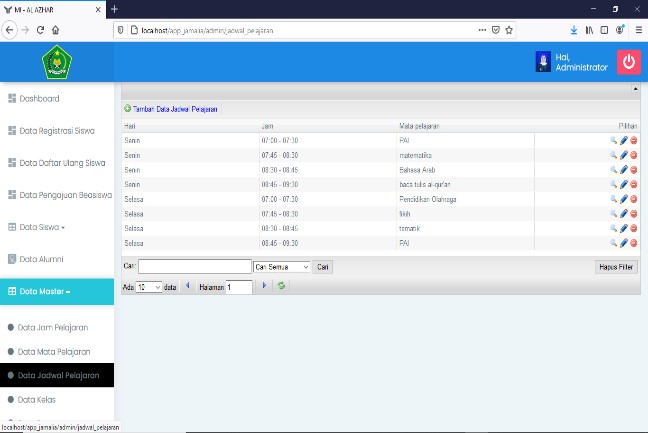 MI - AL AZHAR
localhost/app_jamalia/admin/jadwal_pelajaran
Hai,
Administrator
Dashboard
Data Registrasi Siswa
Data Daftar Ulang Siswa
Data Pengajuan Beasiswa
Data Siswa
Data Alumni
Data Master
Data Jam Pelajaran
Data Mata Pelajaran
Data Jadwal Pelajaran
Data Kelas
Tambah Data Jadwal Pelajaran
Hari Jam Mata pelajaran Pilihan
Senin 07:00 - 07:30 PAI
Senin 07:45 - 08:30 matematika
Senin 08:30 - 08:45 Bahasa Arab
Senin 08:45 - 09:30 baca tulis al-qur'an
Selasa 07:00 - 07:30 Pendidikan Olahraga
Selasa 07:45 - 08:30 fikih
Selasa 08:30 - 08:45 tematik
Selasa 08:45 - 09:30 PAI
Cari: Cari Semua Cari Hapus Filter
Ada 10 data Halaman 1
localhost/app_jamalia/admin/jadwal_pelajaran